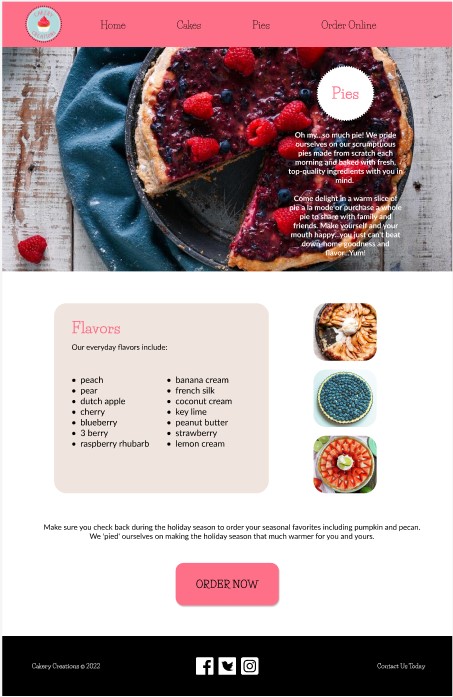 CAKERY
CREATIONS
Home
Cakes
Pies
Order Online
Pies
Oh my...so much pie! We pride
ourselves on our scrumptuous
pies made from scratch each
morning and baked with fresh,
top-quality ingredients with you in
mind.
Come delight in a warm slice of
pie a la mode or purchase a whole
pie to share with family and
friends. Make yourself and your
mouth happy...you just can't beat
down-home goodness and
flavor...Yum!
Flavors
Our everyday flavors include:
• peach
• pear
• dutch apple
• cherry
• blueberry
• 3 berry
• raspberry rhubarb
• banana cream
• french silk
• coconut cream
• key lime
• peanut butter
• strawberry
• lemon cream
Make sure you check back during the holiday season to order your seasonal favorites including pumpkin and pecan.
We 'pied' ourselves on making the holiday season that much warmer for you and yours.
ORDER NOW
Cakery Creations © 2022
Contact Us Today